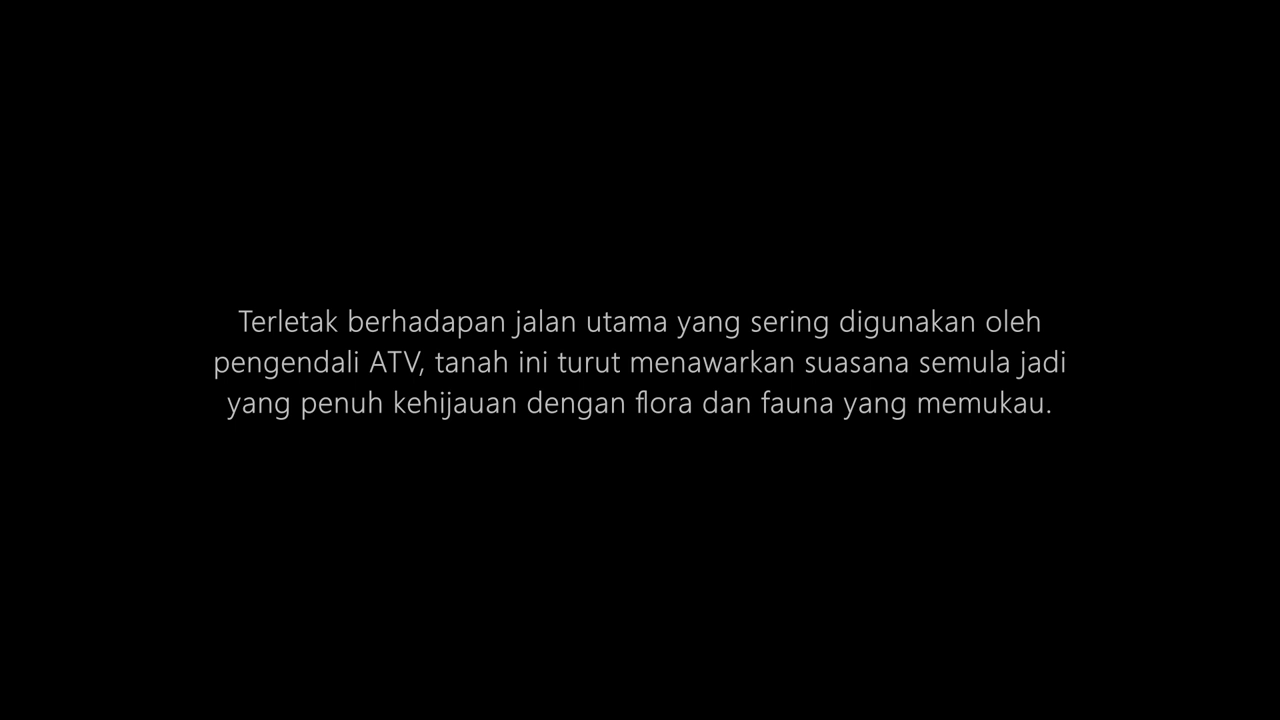 Terletak berhadapan jalan utama yang sering digunakan oleh
pengendali ATV, tanah ini turut menawarkan suasana semula jadi
yang penuh kehijauan dengan flora dan fauna yang memukau.